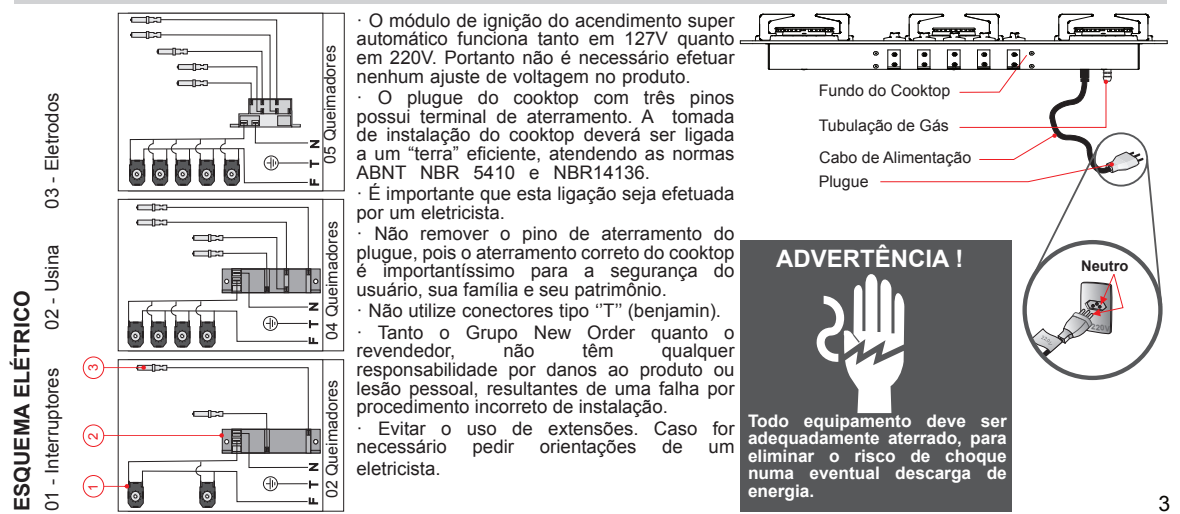 ESQUEMA ELÉTRICO
01 - Interruptores
02 - Usina
03 - Eletrodos
05 Queimadores
N
T
F
04 Queimadores
N
T
F
02 Queimadores
N
T
F
3
2
1
· O módulo de ignição do acendimento super
automático funciona tanto em 127V quanto
em 220V. Portanto não é necessário efetuar
nenhum ajuste de voltagem no produto.
· O plugue do cooktop com três pinos
possui terminal de aterramento. A tomada
de instalação do cooktop deverá ser ligada
a um “terra” eficiente, atendendo as normas
ABNT NBR 5410 e NBR14136.
· É importante que esta ligação seja efetuada
por um eletricista.
· Não remover o pino de aterramento do
plugue, pois o aterramento correto do cooktop
é importantíssimo para a segurança do
usuário, sua família e seu patrimônio.
· Não utilize conectores tipo ‘‘T’’ (benjamin).
· Tanto o Grupo New Order quanto o
revendedor, não têm qualquer
responsabilidade por danos ao produto ou
lesão pessoal, resultantes de uma falha por
procedimento incorreto de instalação.
· Evitar o uso de extensões. Caso for
necessário pedir orientações de um
eletricista.
Fundo do Cooktop
Tubulação de Gás
Cabo de Alimentação
Plugue
ADVERTÊNCIA !
Todo equipamento deve ser
adequadamente aterrado, para
eliminar o risco de choque
numa eventual descarga de
energia.
Neutro
220V
3